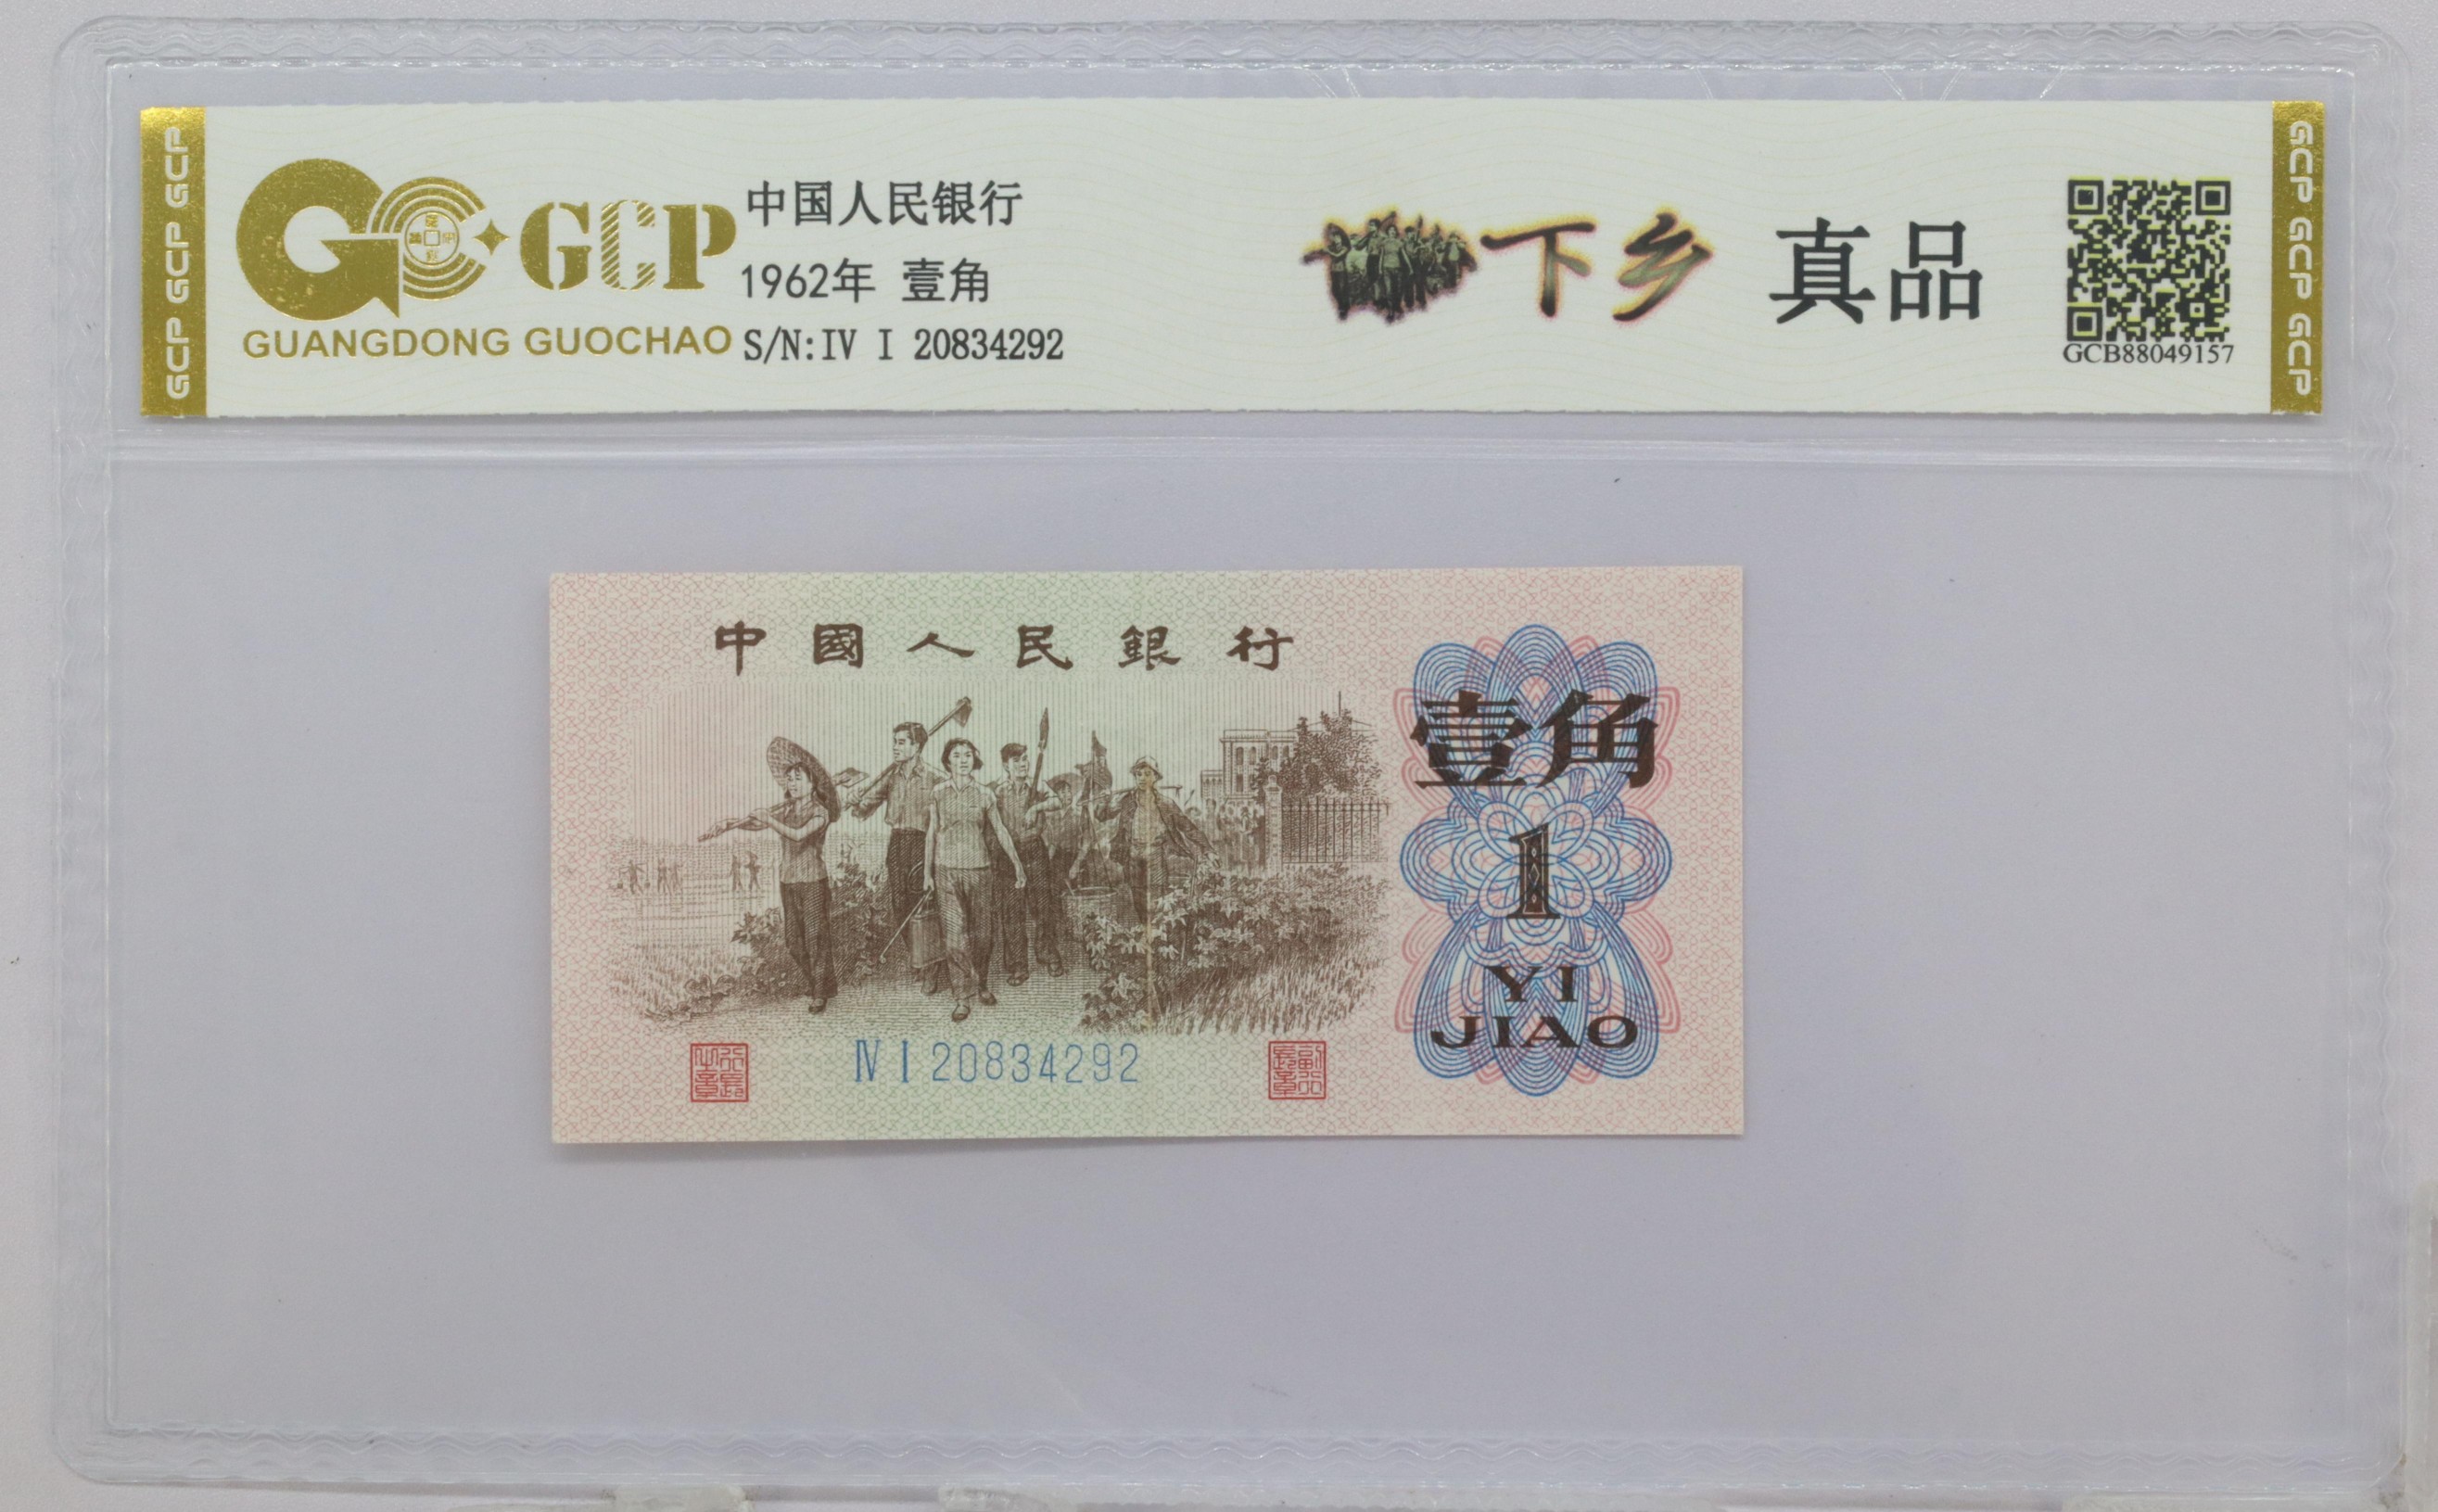 GCP GCP GCP
GCP
GUANGDONG GUOCHAO
中国人民银行
1962年 壹角
S/N:IV I 20834292
下乡 真品
GCB88049157
GCP GCP GCP
中國人民銀行
壹角
1
YI
JIAO
Ⅳ Ⅰ 20834292